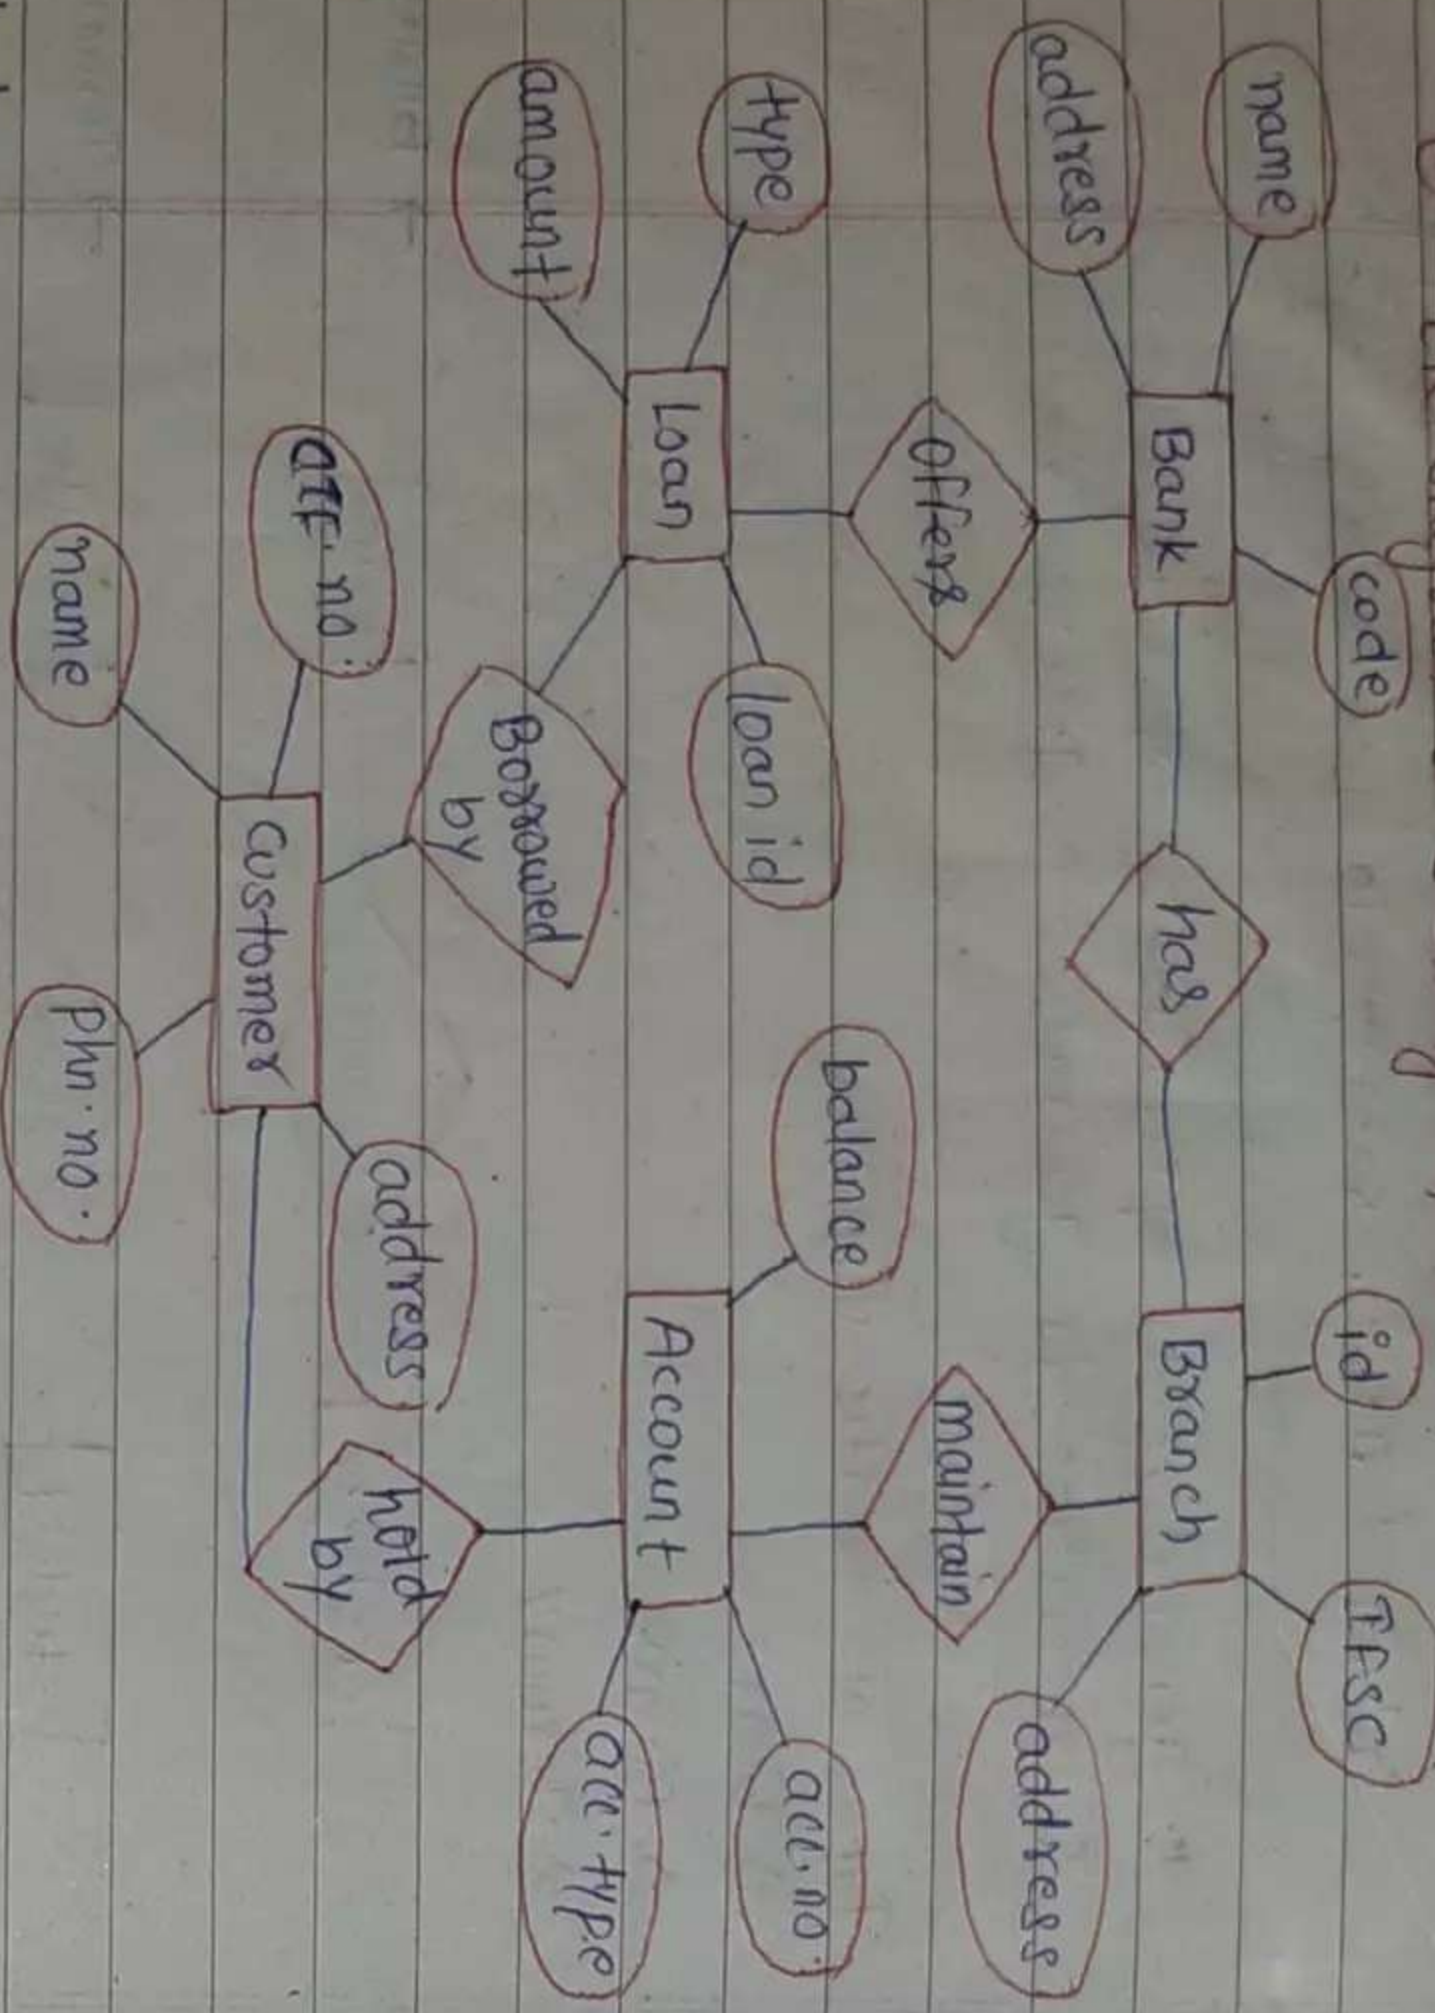 code
id
IFSC
name
address
Bank
has
Branch
address
offers
maintain
type
loan id
balance
acc. no.
amount
Loan
Account
acc. type
Borrowed
by
address
hold
by
Customer
name
Phn. no.